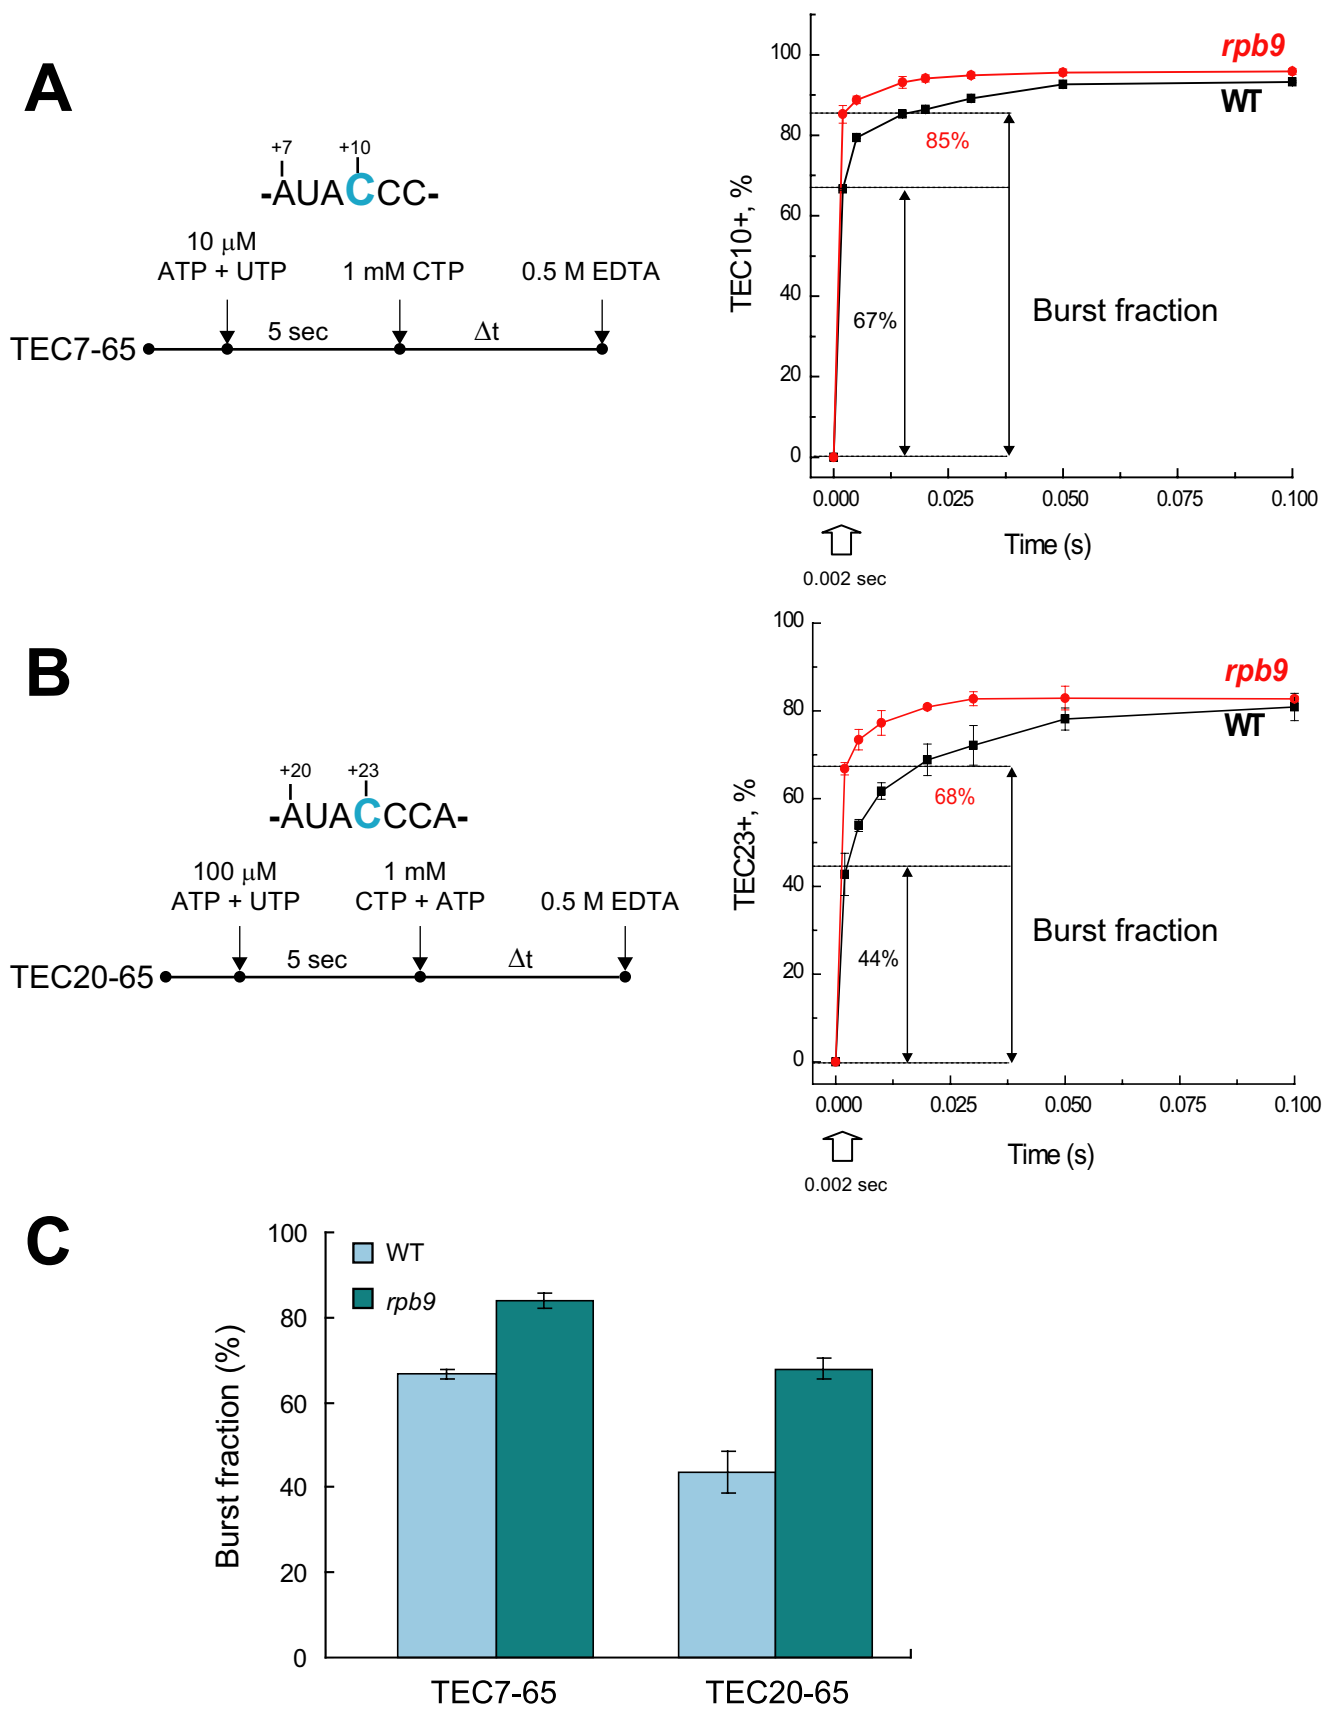 A
+7 +10
-AUACCC-
10 μM
ATP + UTP
1 mM CTP
0.5 M EDTA
TEC7-65
5 sec
Δt
TEC10+, %
100
80
60
40
20
0
rpb9
WT
85%
67%
Burst fraction
0.000 0.025 0.050 0.075 0.100
Time (s)
0.002 sec
B
+20 +23
-AUACCCA-
100 μM
ATP + UTP
1 mM
CTP + ATP
0.5 M EDTA
TEC20-65
5 sec
Δt
TEC23+, %
100
80
60
40
20
0
rpb9
WT
68%
44%
Burst fraction
0.000 0.025 0.050 0.075 0.100
Time (s)
0.002 sec
C
Burst fraction (%)
100
80
60
40
20
0
WT
rpb9
TEC7-65 TEC20-65